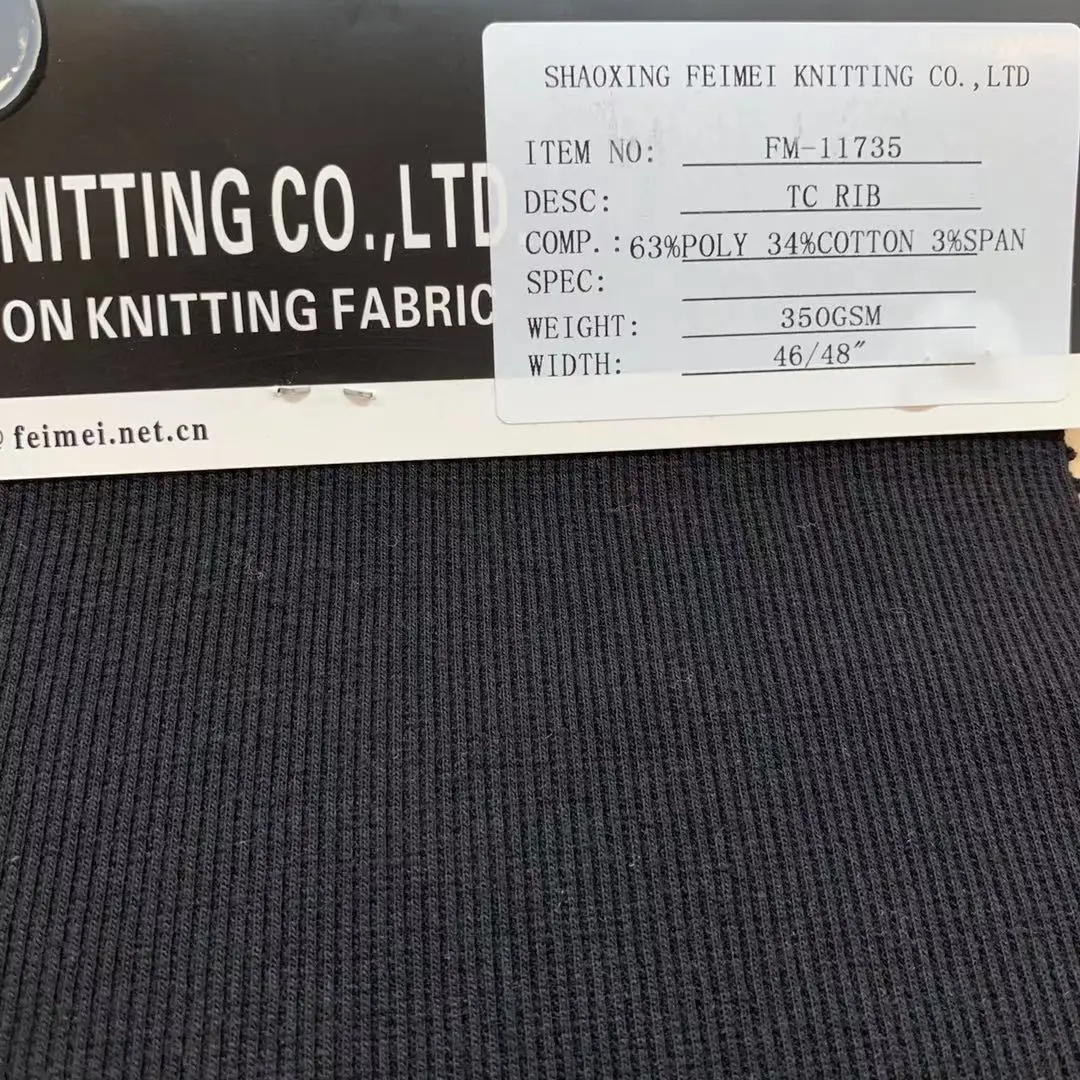 SHAOXING FEIMEI KNITTING CO.,LTD
ITEM NO: FM-11735
DESC: TC RIB
COMP.: 63%POLY 34%COTTON 3%SPAN
SPEC:
WEIGHT: 350GSM
WIDTH: 46/48″
NITTING CO.,LTD
ON KNITTING FABRIC
@feimei.net.cn